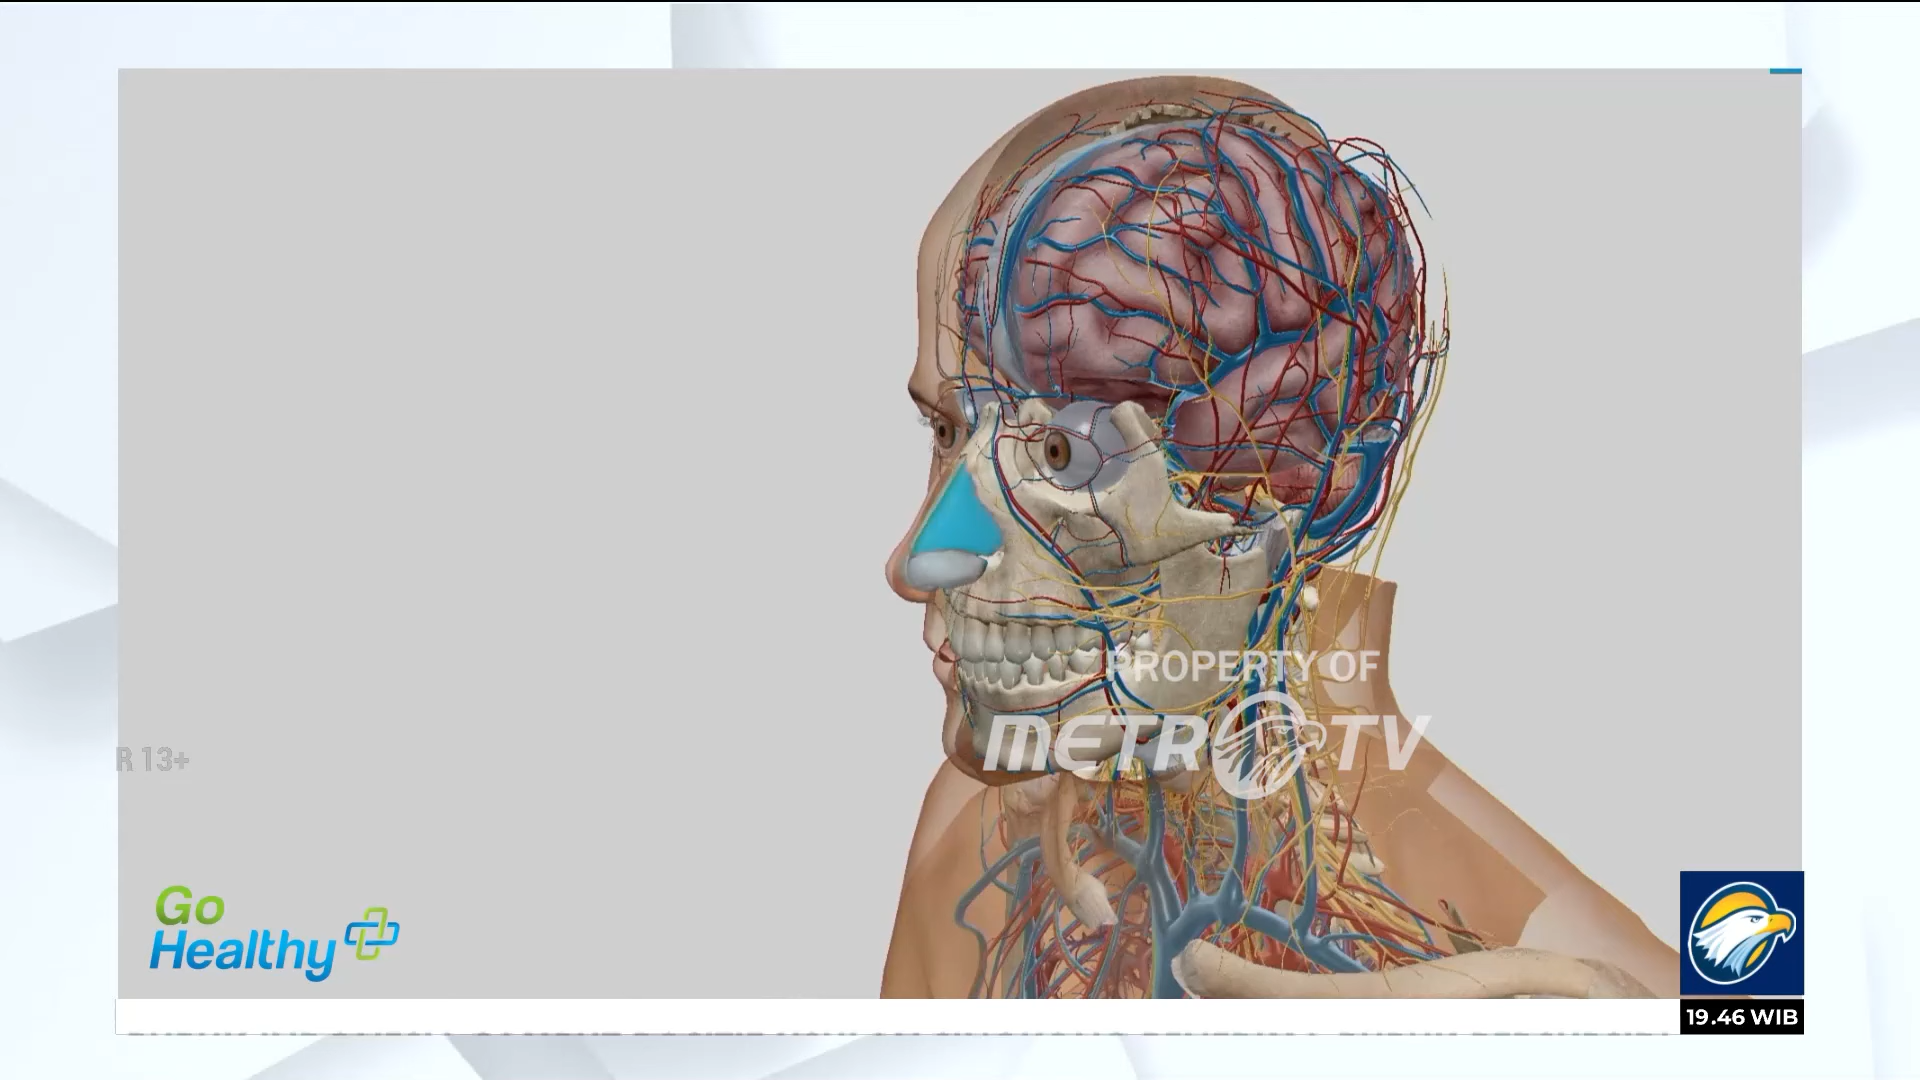 PROPERTY OF
METRO TV
R 13+
Go
Healthy
19.46 WIB